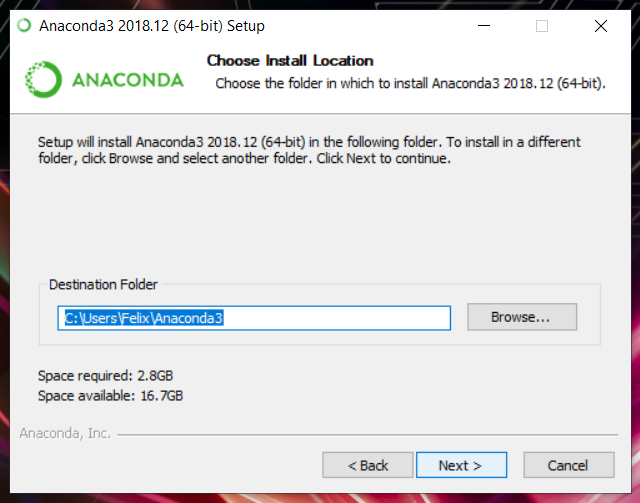 Anaconda3 2018.12 (64-bit) Setup
ANACONDA
Choose Install Location
Choose the folder in which to install Anaconda3 2018.12 (64-bit).
Setup will install Anaconda3 2018.12 (64-bit) in the following folder. To install in a different
folder, click Browse and select another folder. Click Next to continue.
Destination Folder
C:\Users\Felix\Anaconda3
Browse...
Space required: 2.8GB
Space available: 16.7GB
Anaconda, Inc.
< Back
Next >
Cancel